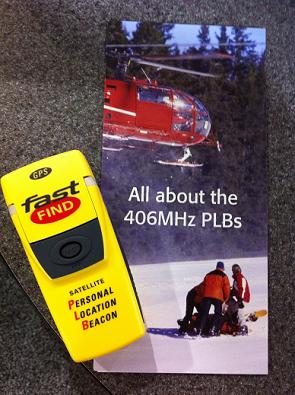 GPS
fast
FIND
SATELLITE
PERSONAL
LOCATION
BEACON
All about the
406MHz PLBs